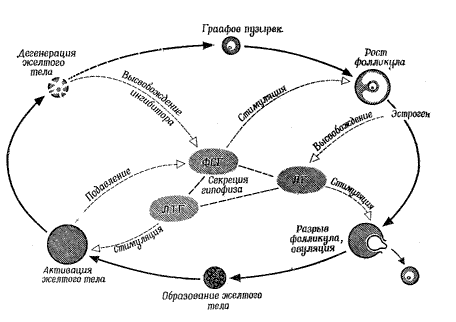 Граафов пузырек.
Дегенерация
желтого
тела
Рост
фолликула
Высвобождение
ингибитора
Стимуляция
Эстроген
Высвобождение
Подавление
ФСГ
Секреция
гипофиза
ЛГ
Стимуляция
ЛТГ
Стимуляция
Разрыв
фолликула,
овуляция
Активация
желтого тела
Образование желтого
тела